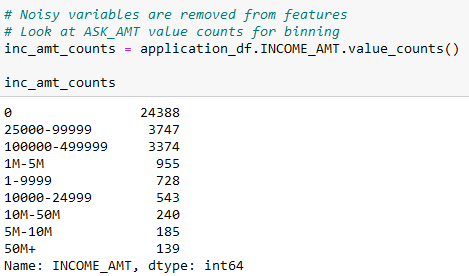 # Noisy variables are removed from features
# Look at ASK_AMT value counts for binning
inc_amt_counts = application_df.INCOME_AMT.value_counts()
inc_amt_counts
0 24388
25000-99999 3747
100000-499999 3374
1M-5M 955
1-9999 728
10000-24999 543
10M-50M 240
5M-10M 185
50M+ 139
Name: INCOME_AMT, dtype: int64